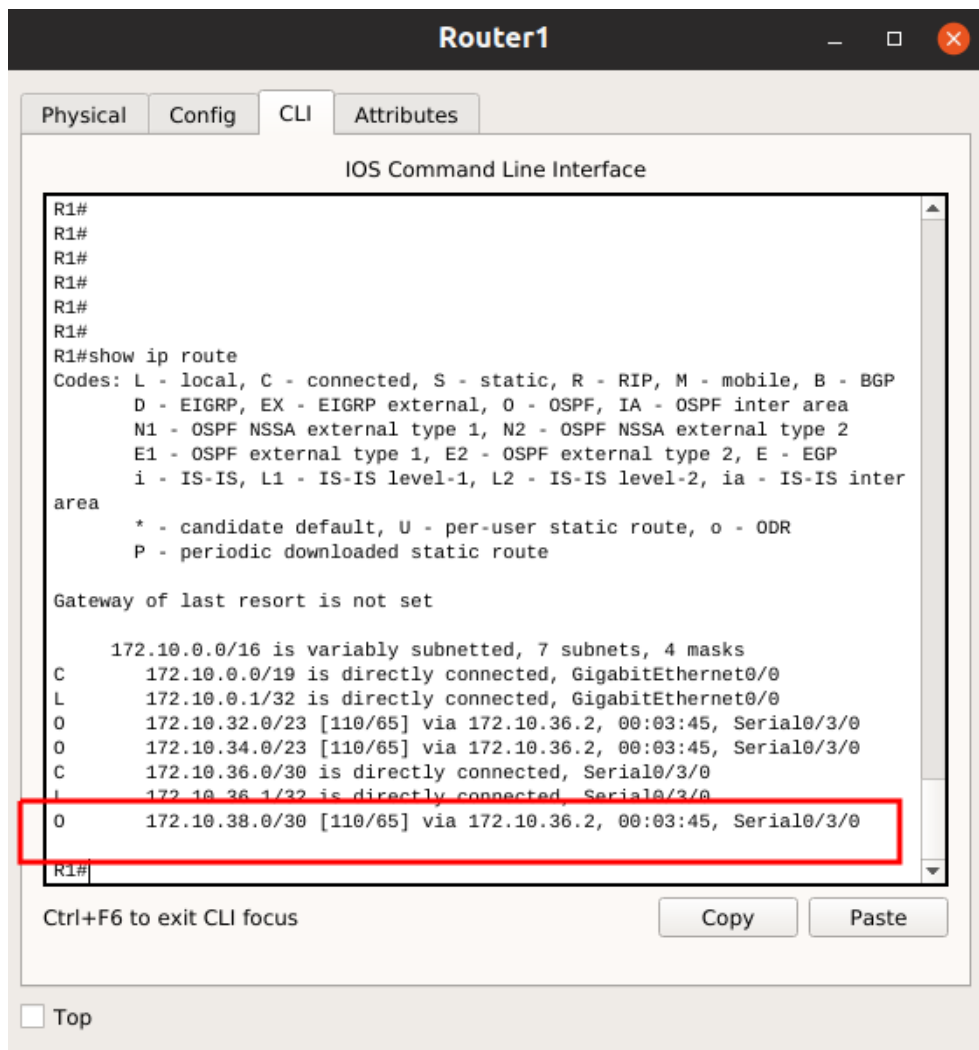 Router1
Physical Config CLI Attributes
IOS Command Line Interface
R1#
R1#
R1#
R1#
R1#
R1#
R1#show ip route
Codes: L - local, C - connected, S - static, R - RIP, M - mobile, B - BGP
D - EIGRP, EX - EIGRP external, O - OSPF, IA - OSPF inter area
N1 - OSPF NSSA external type 1, N2 - OSPF NSSA external type 2
E1 - OSPF external type 1, E2 - OSPF external type 2, E - EGP
i - IS-IS, L1 - IS-IS level-1, L2 - IS-IS level-2, ia - IS-IS inter
area
* - candidate default, U - per-user static route, o - ODR
P - periodic downloaded static route
Gateway of last resort is not set
172.10.0.0/16 is variably subnetted, 7 subnets, 4 masks
C 172.10.0.0/19 is directly connected, GigabitEthernet0/0
L 172.10.0.1/32 is directly connected, GigabitEthernet0/0
O 172.10.32.0/23 [110/65] via 172.10.36.2, 00:03:45, Serial0/3/0
O 172.10.34.0/23 [110/65] via 172.10.36.2, 00:03:45, Serial0/3/0
C 172.10.36.0/30 is directly connected, Serial0/3/0
L 172.10.36.1/32 is directly connected, Serial0/3/0
O 172.10.38.0/30 [110/65] via 172.10.36.2, 00:03:45, Serial0/3/0
R1#
Ctrl+F6 to exit CLI focus
Copy Paste
Top